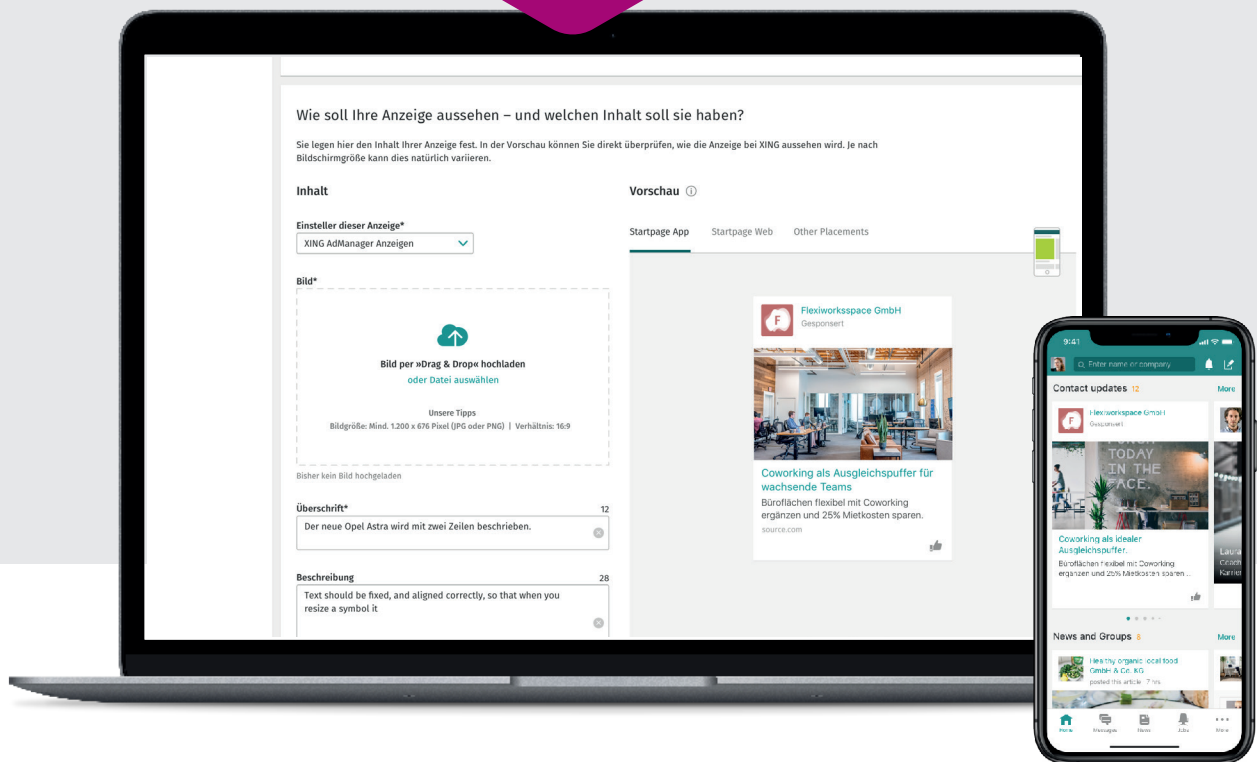 Wie soll Ihre Anzeige aussehen – und welchen Inhalt soll sie haben?
Sie legen hier den Inhalt Ihrer Anzeige fest. In der Vorschau können Sie direkt überprüfen, wie die Anzeige bei XING aussehen wird. Je nach
Bildschirmgröße kann dies natürlich variieren.
Inhalt
Einsteller dieser Anzeige*
XING AdManager Anzeigen
Bild*
Bild per »Drag & Drop« hochladen
oder Datei auswählen
Unsere Tipps
Bildgröße: Mind. 1.200 x 676 Pixel (JPG oder PNG) | Verhältnis: 16:9
Bisher kein Bild hochgeladen
Überschrift* 12
Der neue Opel Astra wird mit zwei Zeilen beschrieben.
Beschreibung 28
Text should be fixed, and aligned correctly, so that when you
resize a symbol it
Vorschau
Startpage App Startpage Web Other Placements
F
Flexiworksspace GmbH
Gesponsert
Coworking als Ausgleichspuffer für
wachsende Teams
Büroflächen flexibel mit Coworking
ergänzen und 25% Mietkosten sparen.
source.com
9:41
Enter name or company
Contact updates 12 More
F
Flexiworkspace GmbH
Gesponsert
TODAY
IN THE
FACE.
Coworking als idealer
Ausgleichspuffer..
Büroflächen flexibel mit Coworking
ergänzen und 25% Mietkosten sparen ..
Laura
Coach
Karrier
News and Groups 8 More
Healthy organic local food
GmbH & Co. KG
posted this article 7 hrs
Home Messages News Jobs More